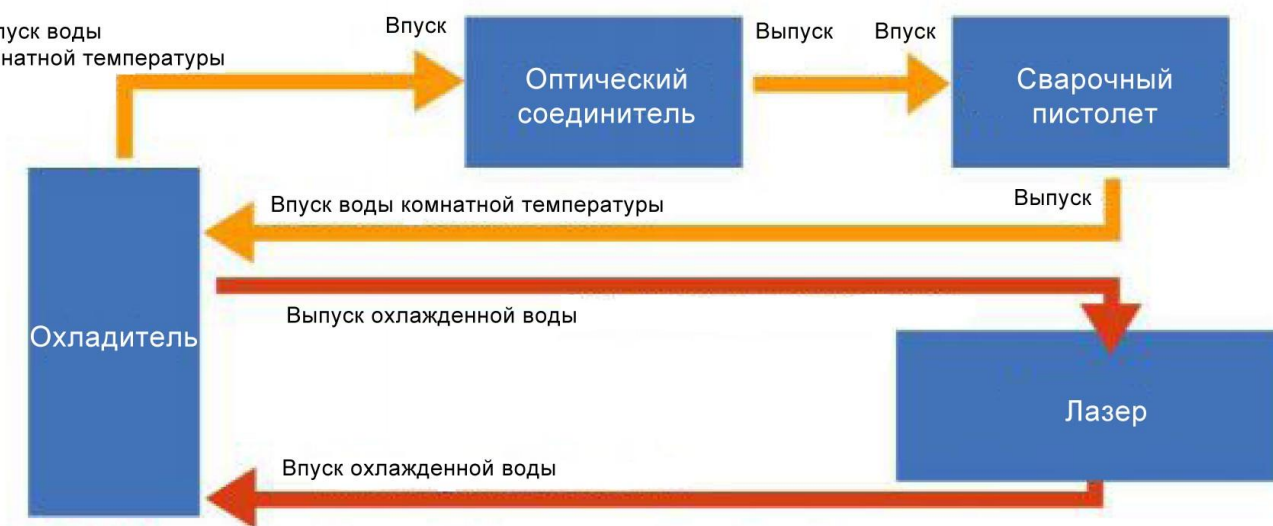 пуск воды
натной температуры
Впуск
Выпуск
Впуск
Оптический
соединитель
Сварочный
пистолет
Впуск воды комнатной температуры
Выпуск
Выпуск охлажденной воды
Охладитель
Лазер
Впуск охлажденной воды